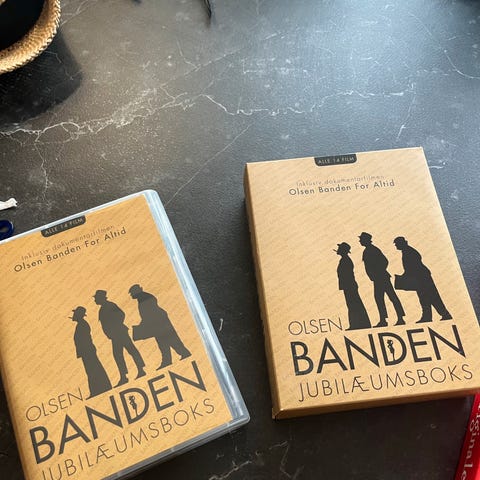 ALLE 14 FILM
Inklusiv dokumentarfilmen
Olsen Banden For Altid
OLSEN
BANDEN
JUBILÆUMSBOKS
ALLE 14 FILM
Inklusiv dokumentarfilmen
Olsen Banden For Altid
OLSEN
BANDEN
JUBILÆUMSBOKS